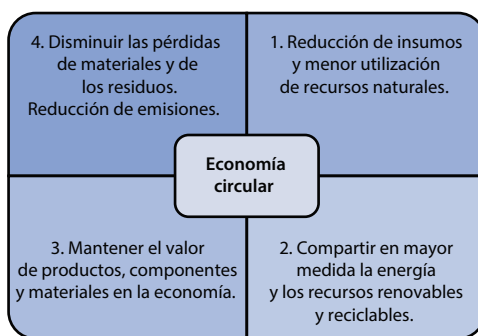 4. Disminuir las pérdidas
de materiales y de
los residuos.
Reducción de emisiones.
1. Reducción de insumos
y menor utilización
de recursos naturales.
Economía
circular
3. Mantener el valor
de productos, componentes
y materiales en la economía.
2. Compartir en mayor
medida la energía
y los recursos renovables
y reciclables.